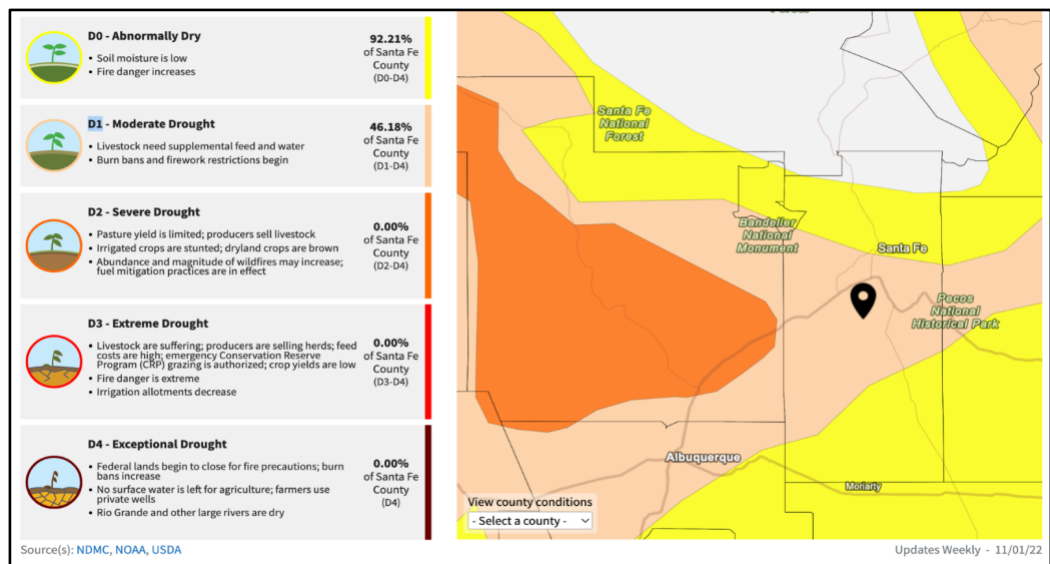 D0 - Abnormally Dry
• Soil moisture is low
• Fire danger increases
92.21%
of Santa Fe
County
(D0-D4)
D1 - Moderate Drought
• Livestock need supplemental feed and water
• Burn bans and firework restrictions begin
46.18%
of Santa Fe
County
(D1-D4)
D2 - Severe Drought
• Pasture yield is limited; producers sell livestock
• Irrigated crops are stunted; dryland crops are brown
• Abundance and magnitude of wildfires may increase;
fuel mitigation practices are in effect
0.00%
of Santa Fe
County
(D2-D4)
D3 - Extreme Drought
• Livestock are suffering; producers are selling herds; feed
costs are high; emergency Conservation Reserve
Program (CRP) grazing is authorized; crop yields are low
• Fire danger is extreme
• Irrigation allotments decrease
0.00%
of Santa Fe
County
(D3-D4)
D4 - Exceptional Drought
• Federal lands begin to close for fire precautions; burn
bans increase
• No surface water is left for agriculture; farmers use
private wells
• Rio Grande and other large rivers are dry
0.00%
of Santa Fe
County
(D4)
Santa Fe
National
Forest
Bandelier
National
Monument
Santa Fe
Pecos
National
Historical Park
Albuquerque
Moriarty
View county conditions
- Select a county -
Source(s): NDMC, NOAA, USDA
Updates Weekly - 11/01/22